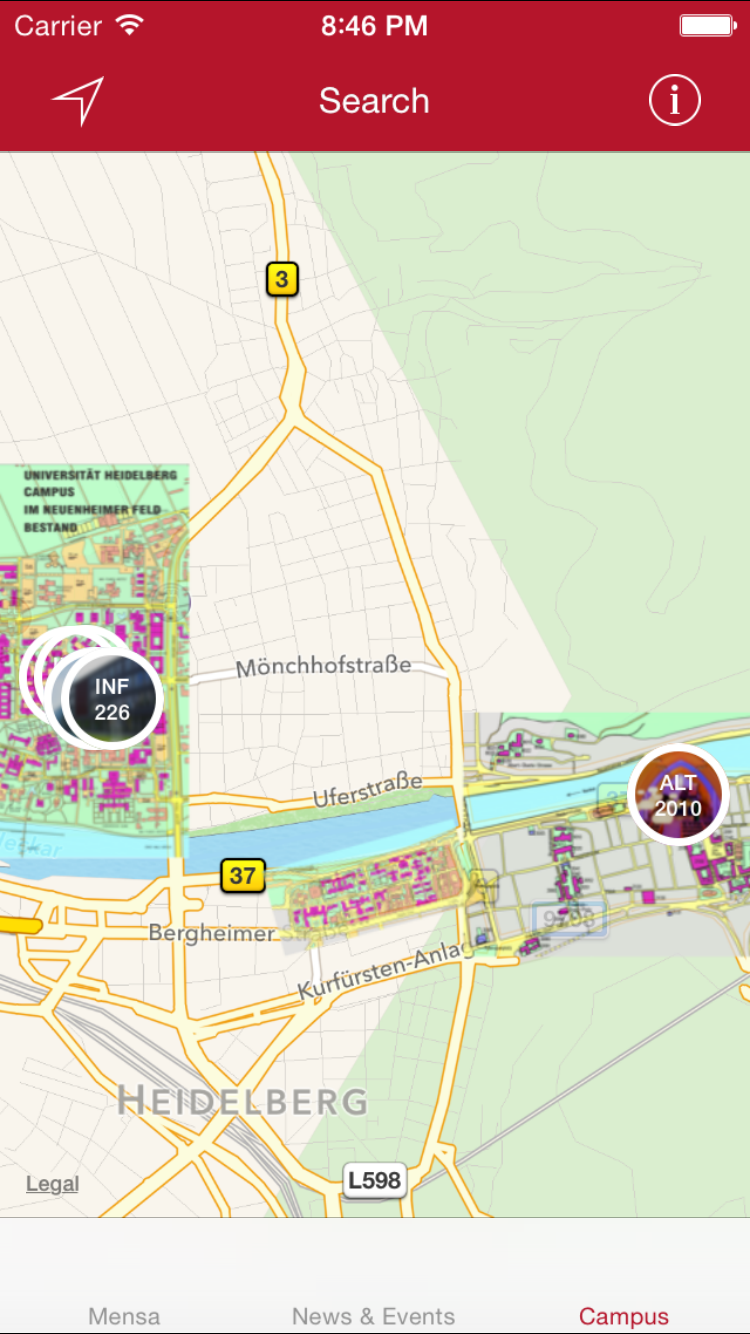 Carrier 8:46 PM
Search
3
UNIVERSITÄT HEIDELBERG
CAMPUS
IM NEUENHEIMER FELD
BESTAND
Mönchhofstraße
INF
226
Uferstraße
ALT
2010
37
Bergheimer
Kurfürsten-Anlag
HEIDELBERG
Legal
L598
Mensa News & Events Campus